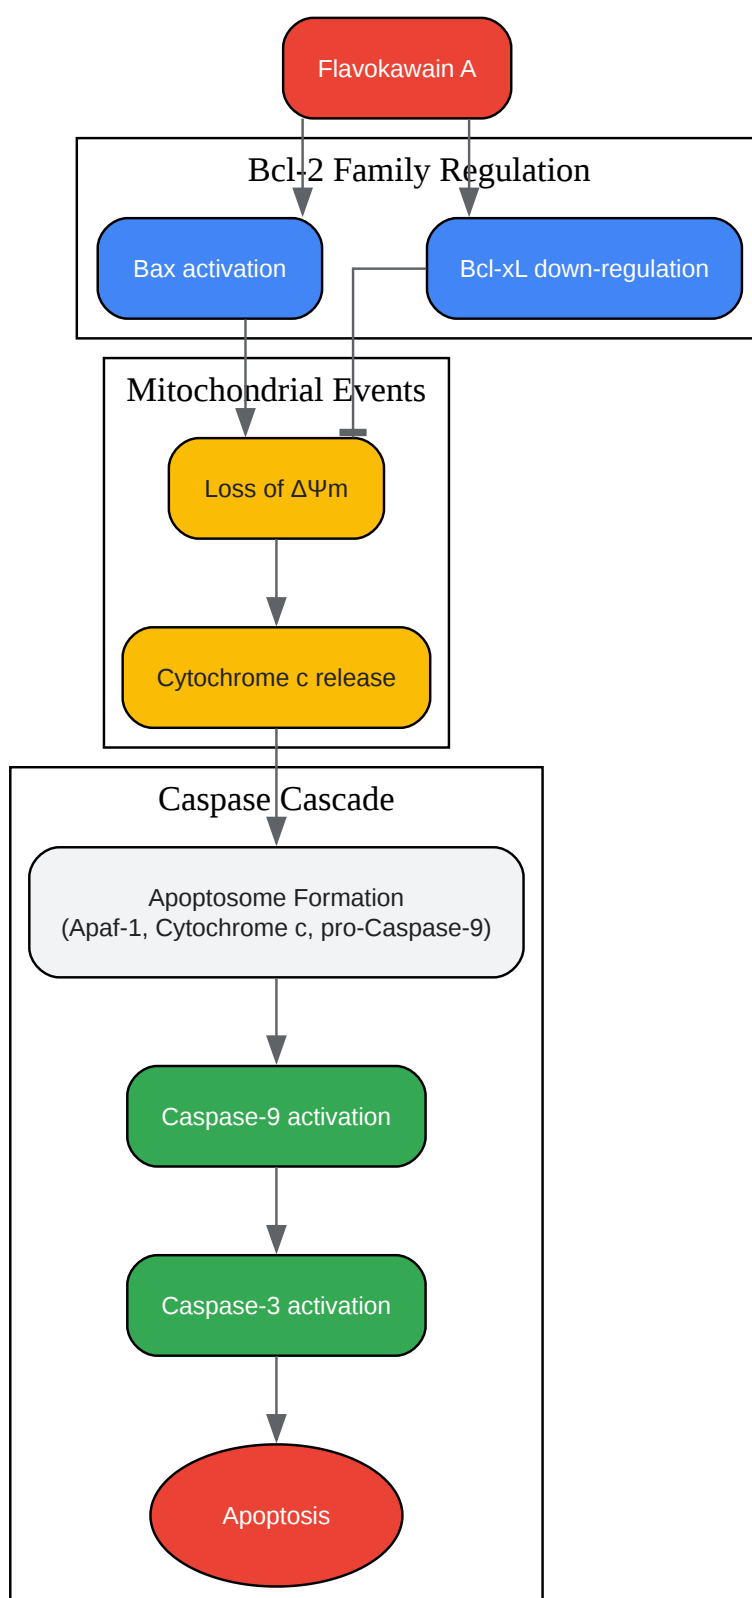 Flavokawain A
Bcl-2 Family Regulation
Bax activation
Bcl-xL down-regulation
Mitochondrial Events
Loss of ΔΨm
Cytochrome c release
Caspase Cascade
Apoptosome Formation
(Apaf-1, Cytochrome c, pro-Caspase-9)
Caspase-9 activation
Caspase-3 activation
Apoptosis